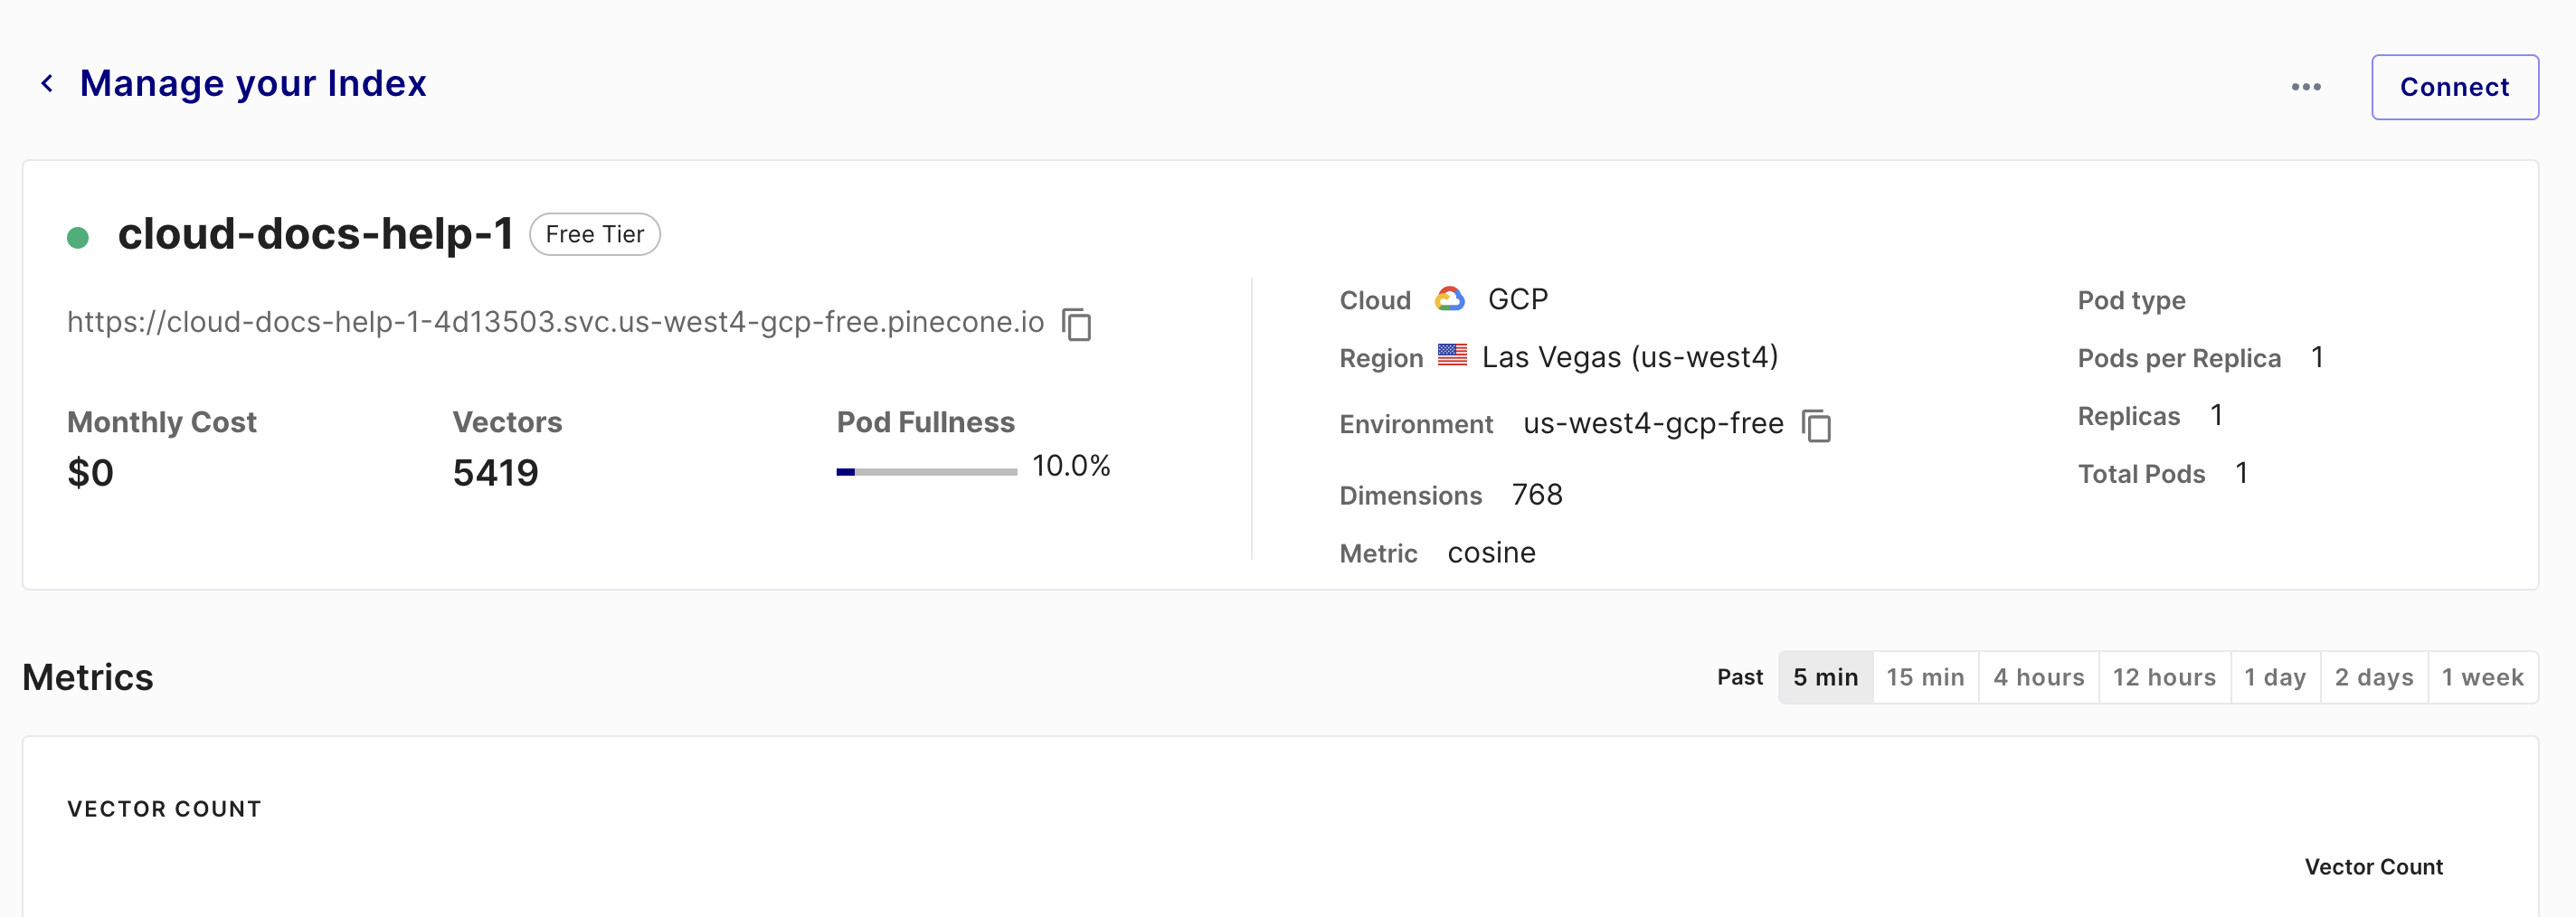 Manage your Index
Connect
cloud-docs-help-1 Free Tier
https://cloud-docs-help-1-4d13503.svc.us-west4-gcp-free.pinecone.io
Monthly Cost
$0
Vectors
5419
Pod Fullness
10.0%
Cloud GCP
Region Las Vegas (us-west4)
Environment us-west4-gcp-free
Dimensions 768
Metric cosine
Pod type
Pods per Replica 1
Replicas 1
Total Pods 1
Metrics
Past 5 min 15 min 4 hours 12 hours 1 day 2 days 1 week
VECTOR COUNT
Vector Count